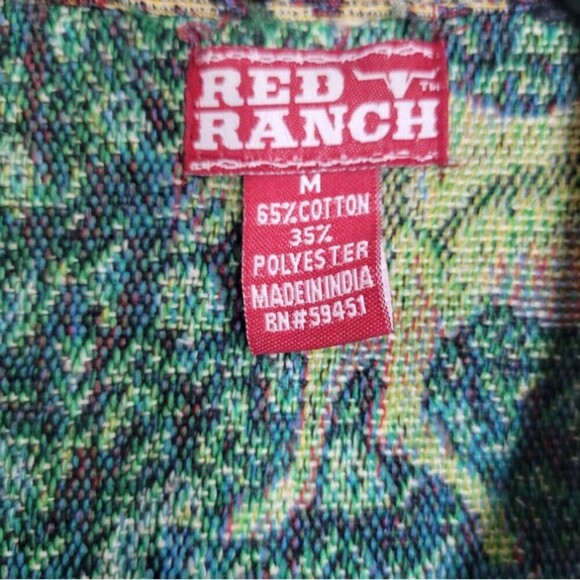 RED
RANCH
TM
M
65% COTTON
35%
POLYESTER
MADE IN INDIA
RN#59451